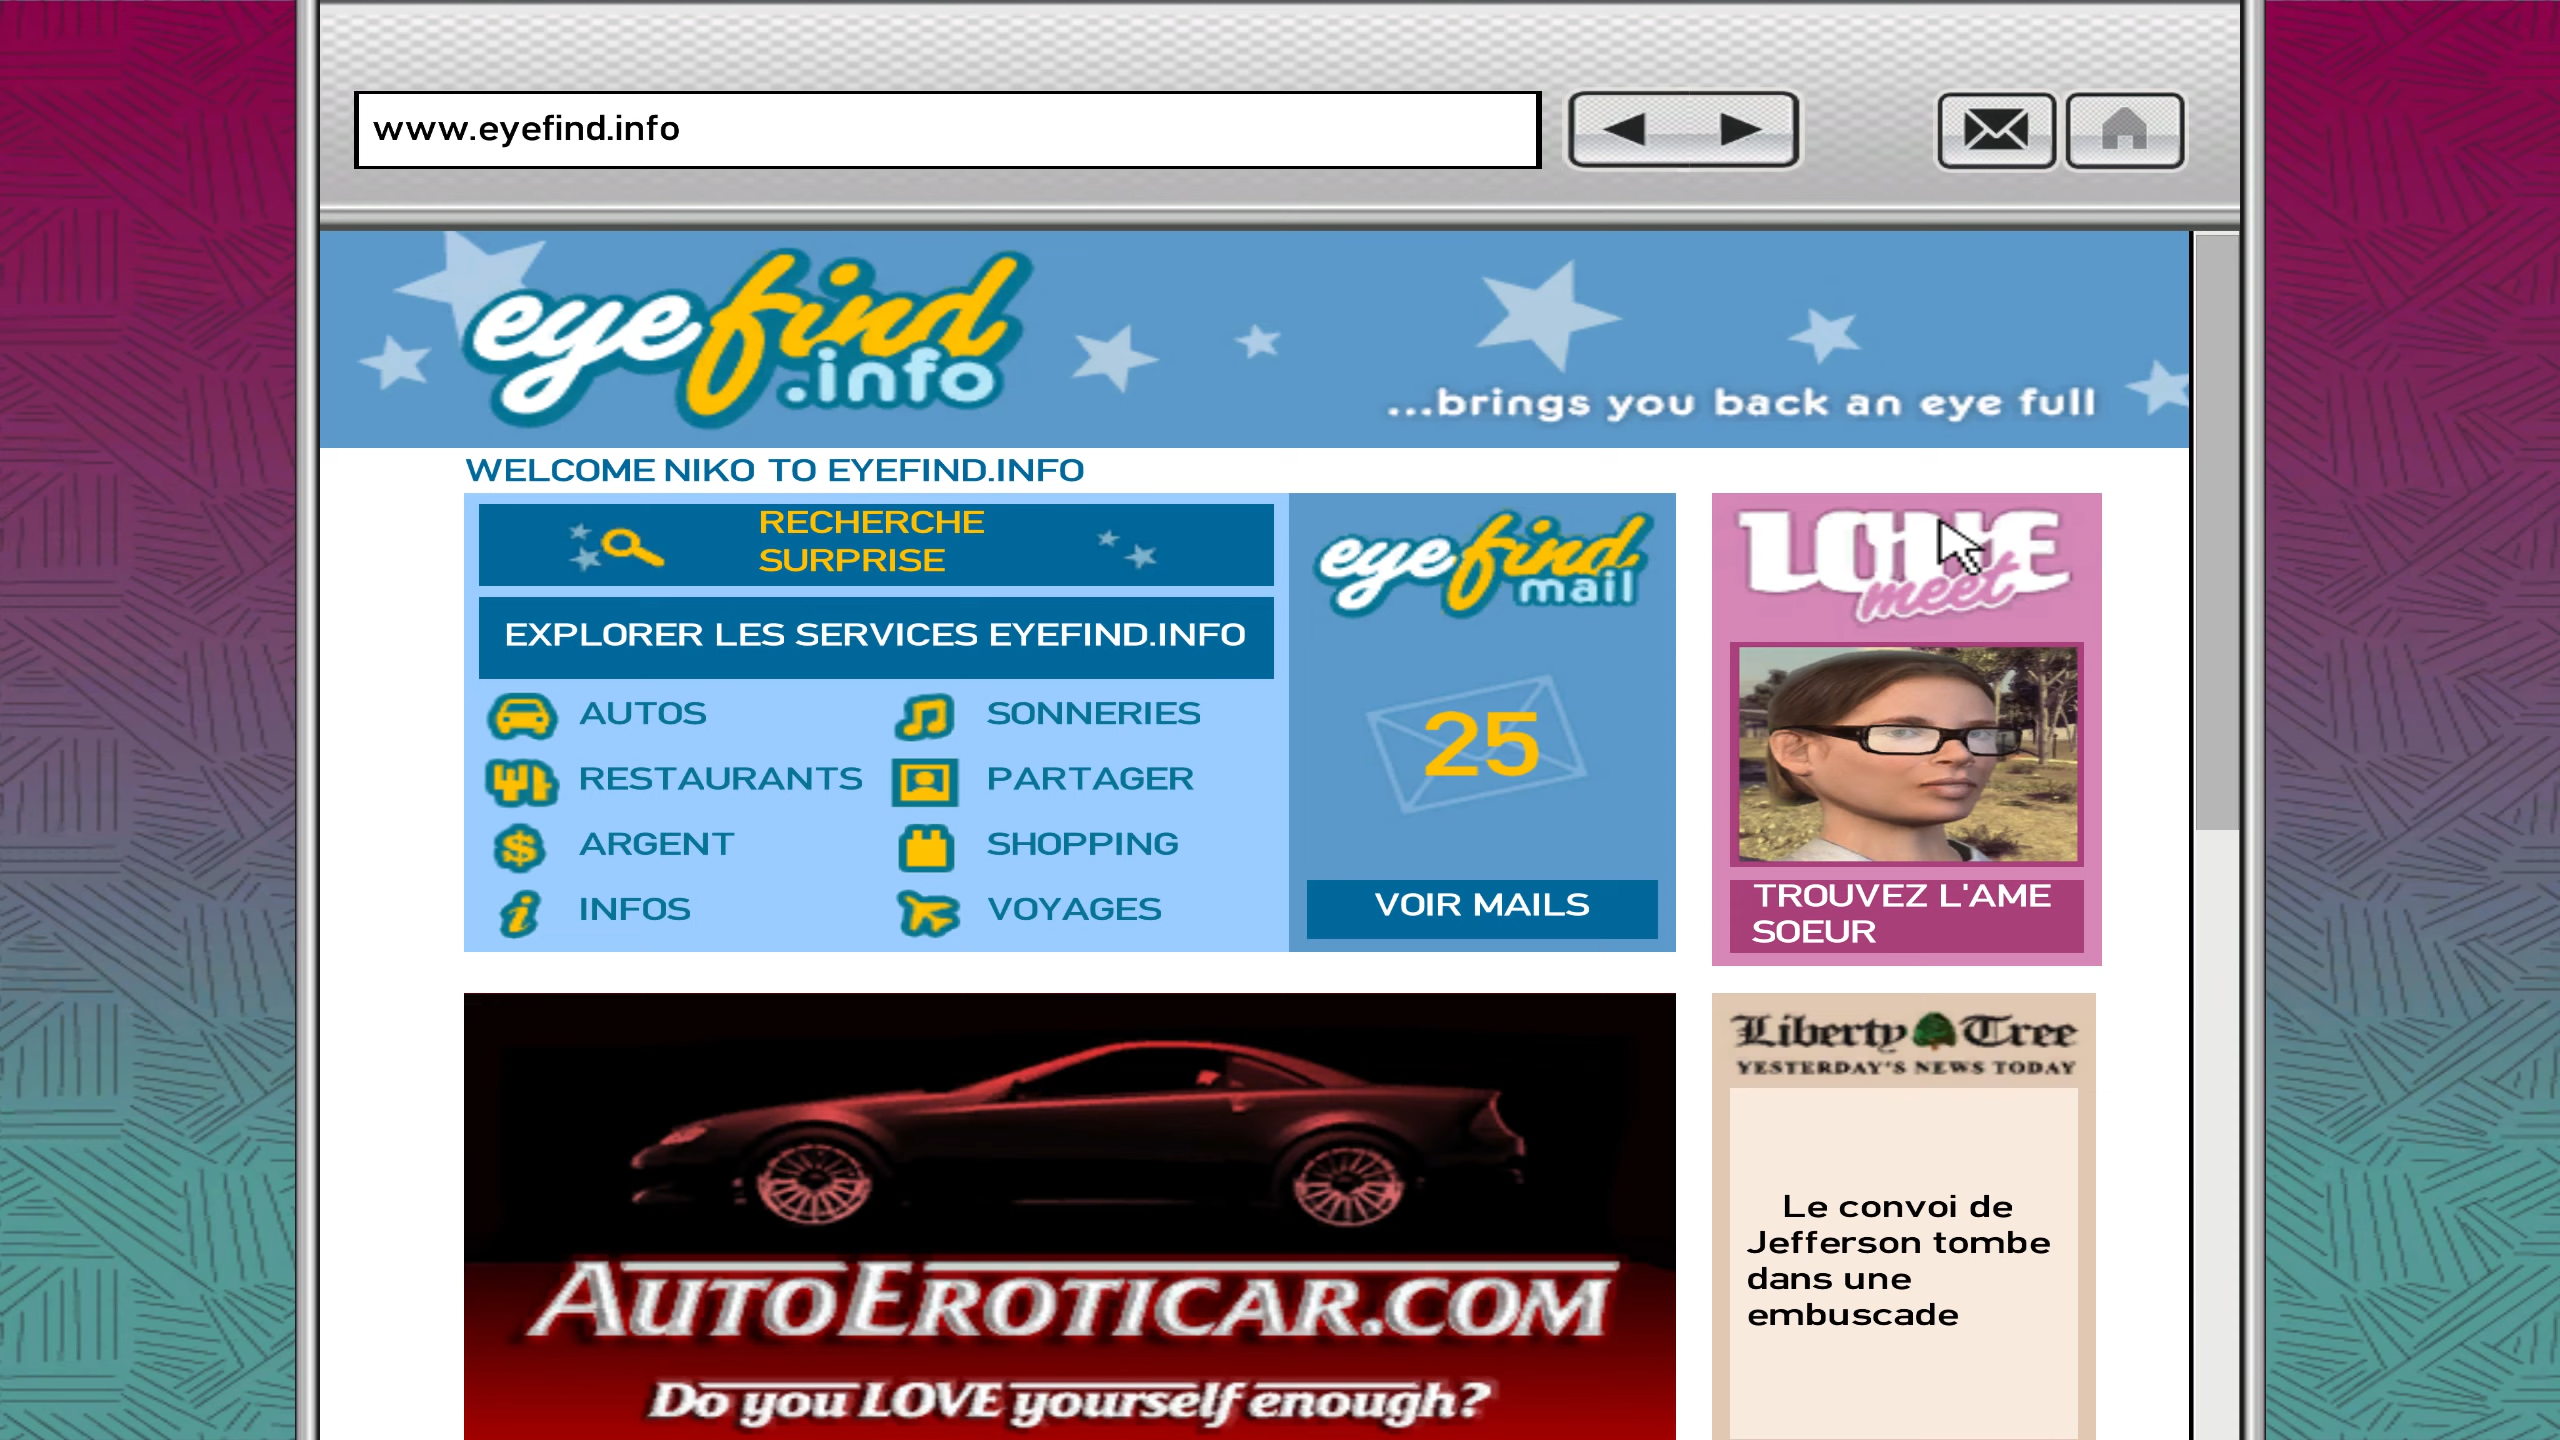 www.eyefind.info
eyefind
.info
...brings you back an eye full
WELCOME NIKO TO EYEFIND.INFO
RECHERCHE
SURPRISE
EXPLORER LES SERVICES EYEFIND.INFO
AUTOS
SONNERIES
RESTAURANTS
PARTAGER
ARGENT
SHOPPING
INFOS
VOYAGES
eyefind
mail
25
VOIR MAILS
meet
TROUVEZ L'AME
SOEUR
AUTOEROTICAR.COM
Do you LOVE yourself enough?
Liberty Tree
YESTERDAY'S NEWS TODAY
Le convoi de
Jefferson tombe
dans une
embuscade